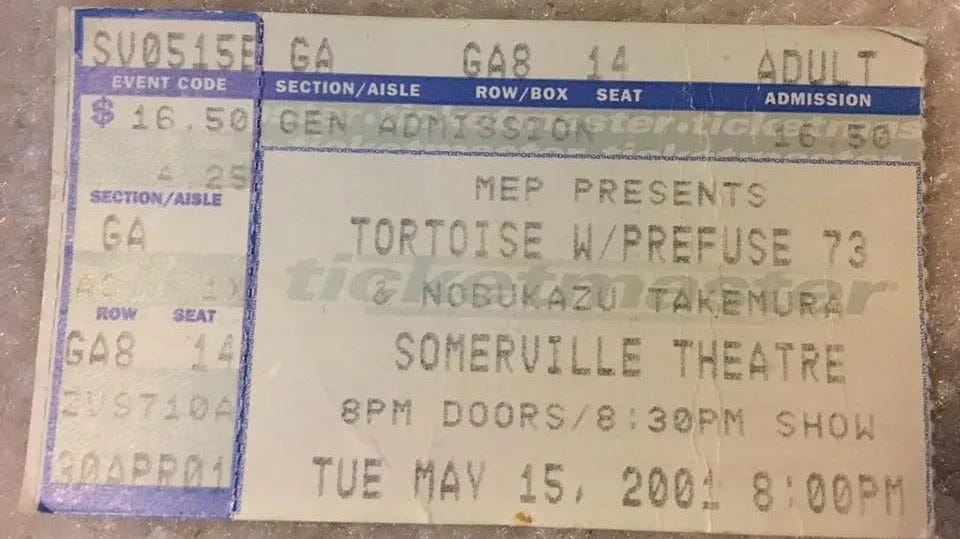 SV0515E GA GA8 14 ADULT
EVENT CODE SECTION/AISLE ROW/BOX SEAT ADMISSION
$ 16.50 GEN ADMISSION 16.50
4.25
MEP PRESENTS
SECTION/AISLE
GA
TORTOISE W/PREFUSE 73
ticketmaster
& NOBUKAZU TAKEMURA
ROW SEAT
GA8 14
SOMERVILLE THEATRE
8PM DOORS/8:30PM SHOW
30APR01
TUE MAY 15, 2001 8:00PM